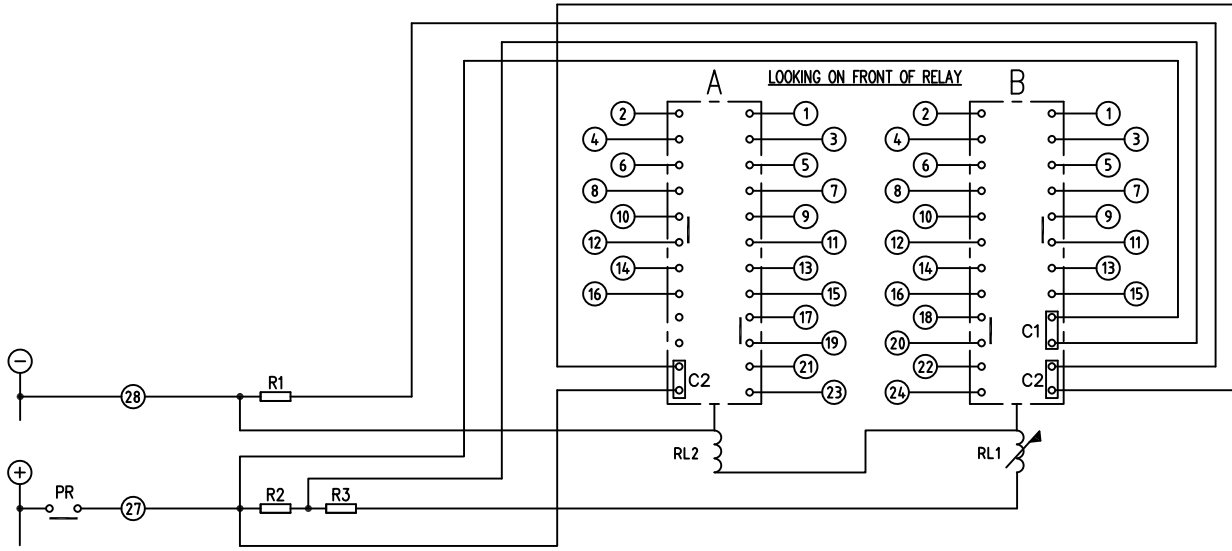 LOOKING ON FRONT OF RELAY
A B
2 1 2 1
4 3 4 3
6 5 6 5
8 7 8 7
10 9 10 9
12 11 12 11
14 13 14 13
16 15 16 15
17 18 C1
19 20
C2 21 22 C2
23 24
−
28 R1
RL2 RL1
+
PR 27 R2 R3